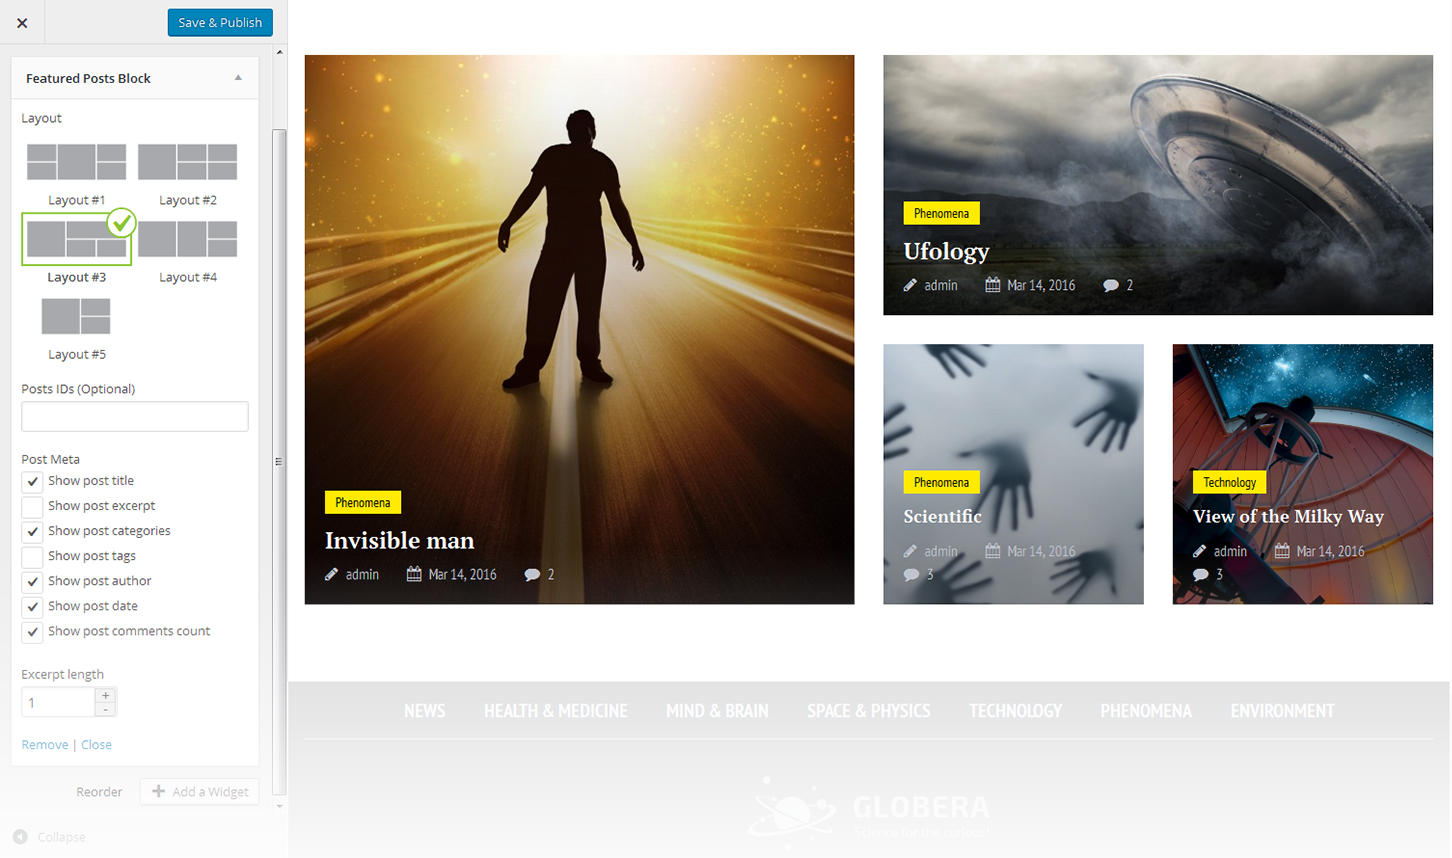 Save & Publish
Featured Posts Block
Layout
Layout #1
Layout #2
Layout #3
Layout #4
Layout #5
Posts IDs (Optional)
Post Meta
Show post title
Show post excerpt
Show post categories
Show post tags
Show post author
Show post date
Show post comments count
Excerpt length
1
Remove | Close
Reorder
Add a Widget
Collapse
Phenomena
Invisible man
admin Mar 14, 2016 2
Phenomena
Ufology
admin Mar 14, 2016 2
Phenomena
Scientific
admin Mar 14, 2016
3
Technology
View of the Milky Way
admin Mar 14, 2016
3
NEWS HEALTH & MEDICINE MIND & BRAIN SPACE & PHYSICS TECHNOLOGY PHENOMENA ENVIRONMENT
GLOBERA
Science for the curious!